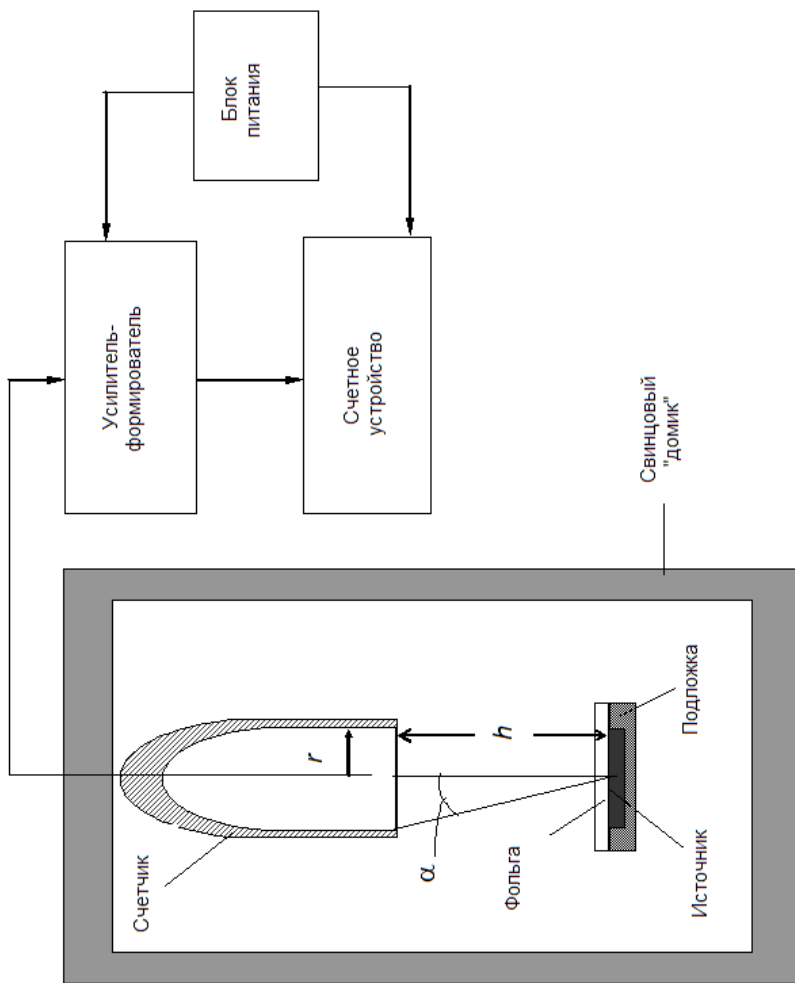 Блок
питания
Усилитель-
формирователь
Счетное
устройство
Свинцовый
"домик"
Счетчик
r
h
α
Фольга
Подложка
Источник